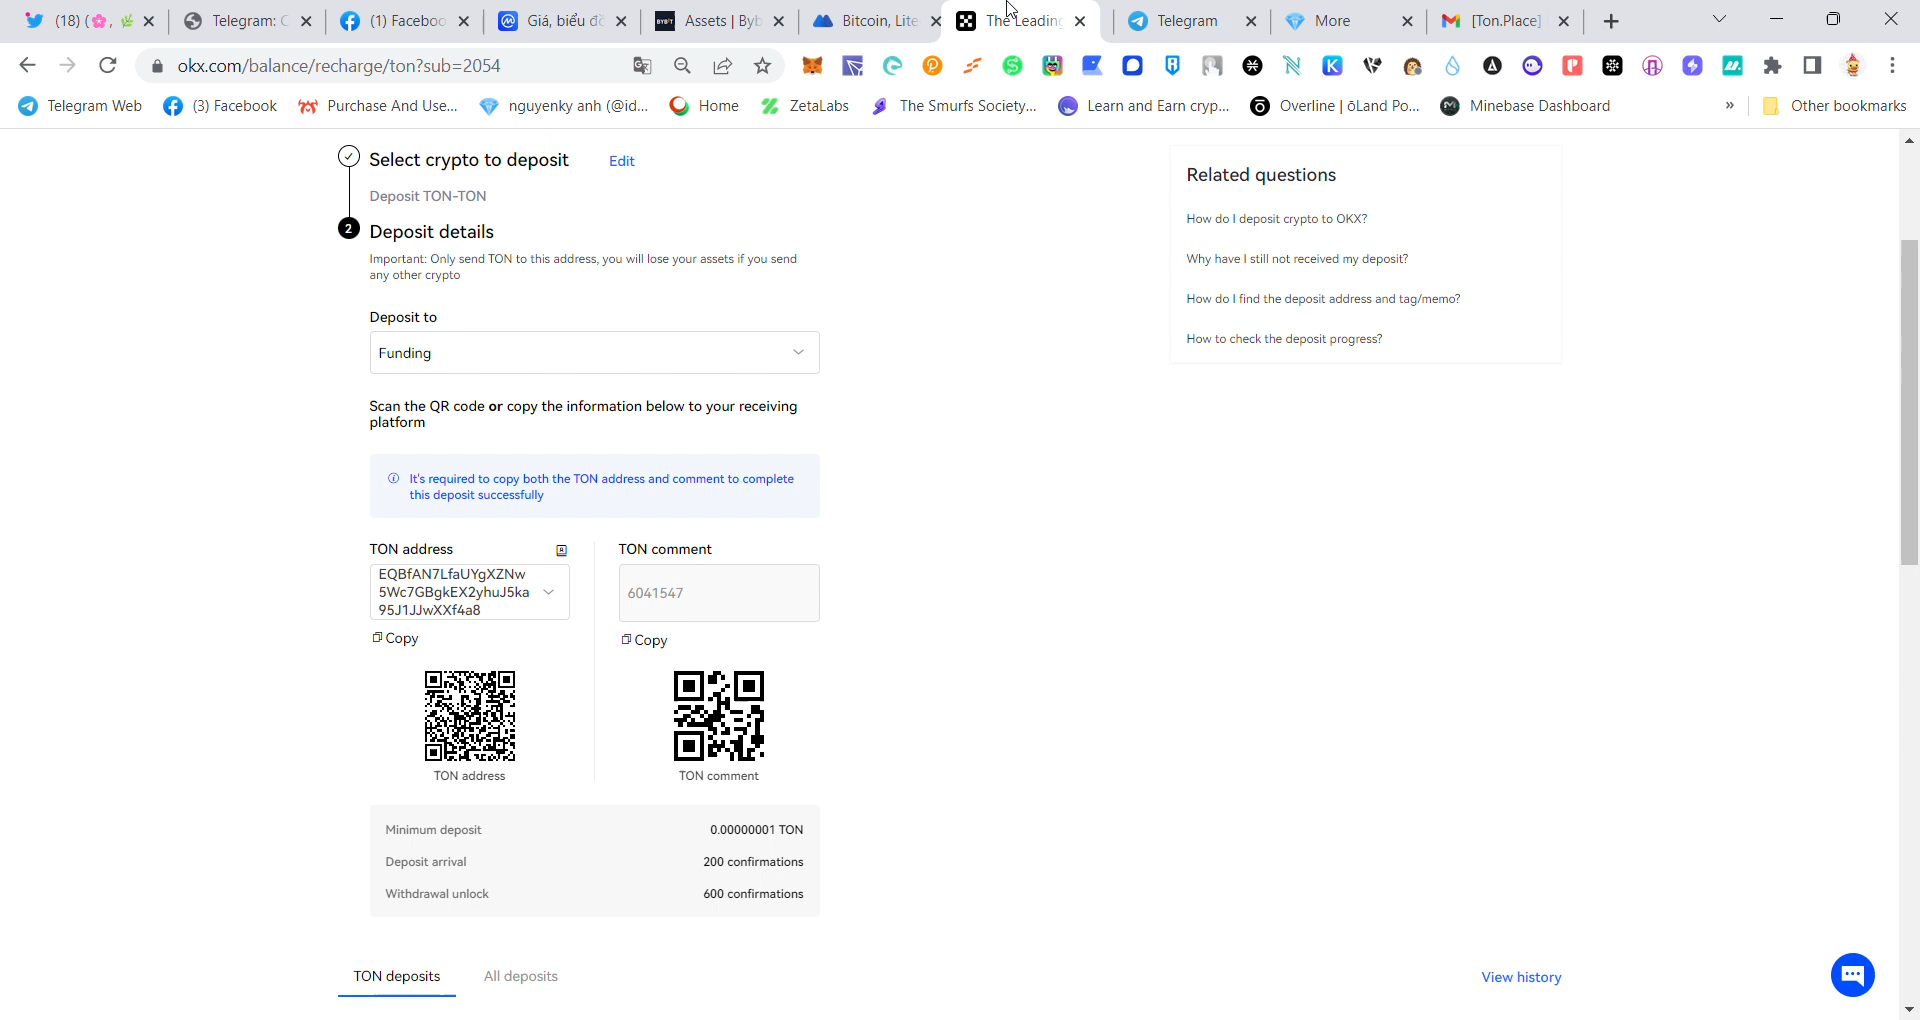 (18) (🌸, 🌿
Telegram: C
(1) Faceboo
Giá, biểu đồ
Assets | Byb
Bitcoin, Lite
The Leading
Telegram
More
[Ton.Place]
okx.com/balance/recharge/ton?sub=2054
Telegram Web
(3) Facebook
Purchase And Use...
nguyenky anh (@id...
Home
ZetaLabs
The Smurfs Society...
Learn and Earn cryp...
Overline | ōLand Po...
Minebase Dashboard
»
Other bookmarks
Select crypto to deposit
Edit
Deposit TON-TON
2
Deposit details
Important: Only send TON to this address, you will lose your assets if you send
any other crypto
Deposit to
Funding
Scan the QR code or copy the information below to your receiving
platform
It's required to copy both the TON address and comment to complete
this deposit successfully
TON address
EQBfAN7LfaUYgXZNw
5Wc7GBgkEX2yhuJ5ka
95J1JJwXXf4a8
Copy
TON address
TON comment
6041547
Copy
TON comment
Minimum deposit
0.00000001 TON
Deposit arrival
200 confirmations
Withdrawal unlock
600 confirmations
TON deposits
All deposits
View history
Related questions
How do I deposit crypto to OKX?
Why have I still not received my deposit?
How do I find the deposit address and tag/memo?
How to check the deposit progress?